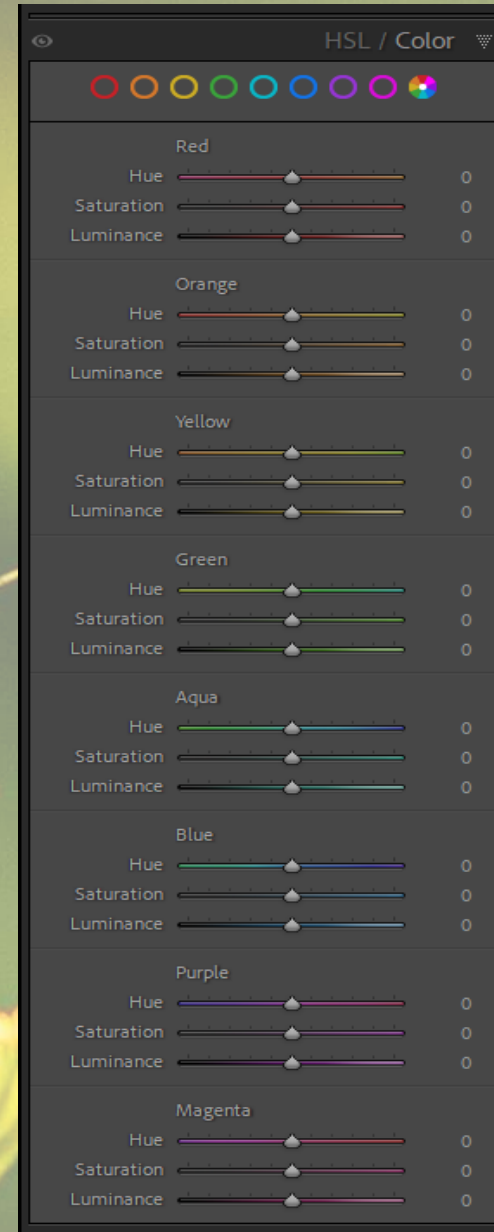 HSL / Color
Red
Hue 0
Saturation 0
Luminance 0
Orange
Hue 0
Saturation 0
Luminance 0
Yellow
Hue 0
Saturation 0
Luminance 0
Green
Hue 0
Saturation 0
Luminance 0
Aqua
Hue 0
Saturation 0
Luminance 0
Blue
Hue 0
Saturation 0
Luminance 0
Purple
Hue 0
Saturation 0
Luminance 0
Magenta
Hue 0
Saturation 0
Luminance 0